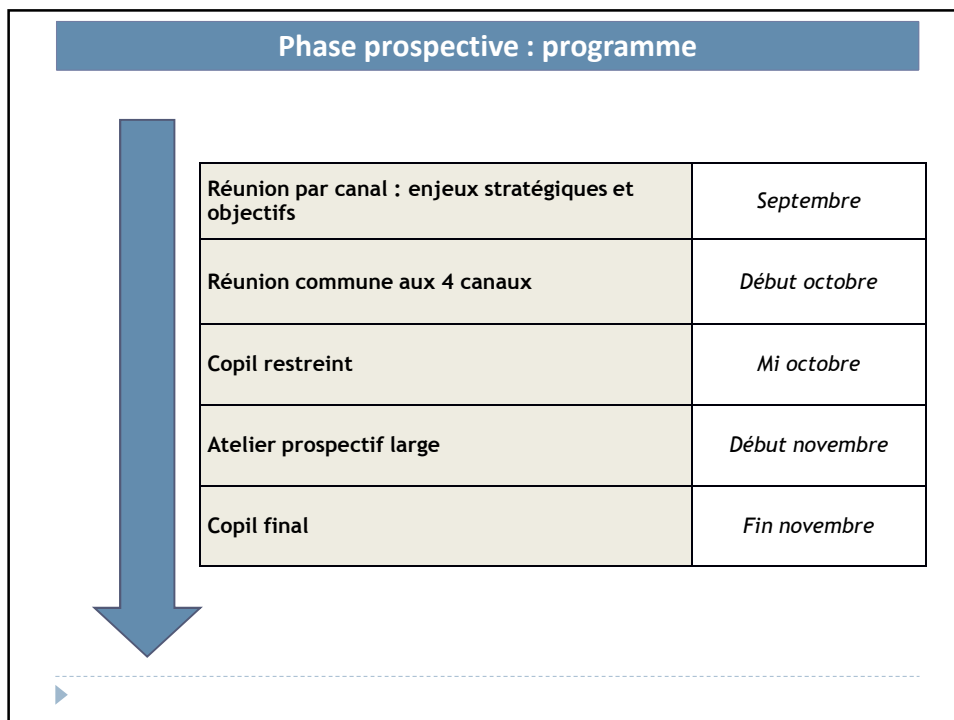 Phase prospective : programme
Réunion par canal : enjeux stratégiques et
objectifs
Septembre
Réunion commune aux 4 canaux
Début octobre
Copil restreint
Mi octobre
Atelier prospectif large
Début novembre
Copil final
Fin novembre